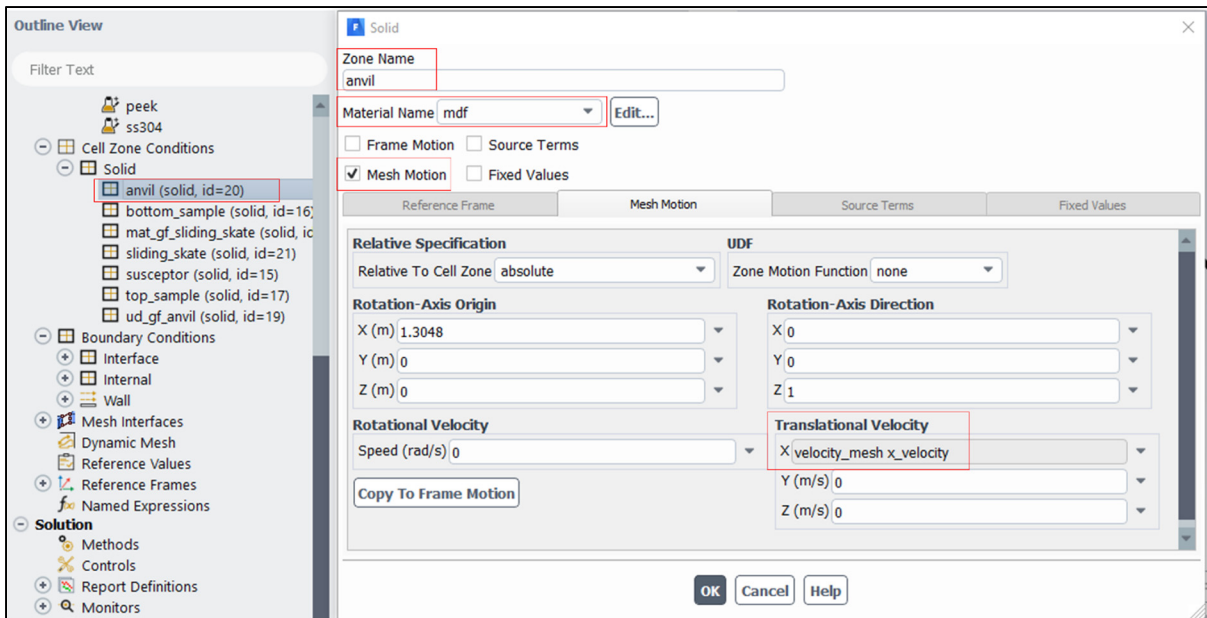 Outline View
Filter Text
peek
ss304
Cell Zone Conditions
Solid
anvil (solid, id=20)
bottom_sample (solid, id=16)
mat_gf_sliding_skate (solid, id
sliding_skate (solid, id=21)
susceptor (solid, id=15)
top_sample (solid, id=17)
ud_gf_anvil (solid, id=19)
Boundary Conditions
Interface
Internal
Wall
Mesh Interfaces
Dynamic Mesh
Reference Values
Reference Frames
Named Expressions
Solution
Methods
Controls
Report Definitions
Monitors
Solid
Zone Name
anvil
Material Name mdf Edit...
Frame Motion Source Terms
Mesh Motion Fixed Values
Reference Frame Mesh Motion Source Terms Fixed Values
Relative Specification UDF
Relative To Cell Zone absolute Zone Motion Function none
Rotation-Axis Origin Rotation-Axis Direction
X (m) 1.3048 X 0
Y (m) 0 Y 0
Z (m) 0 Z 1
Rotational Velocity Translational Velocity
Speed (rad/s) 0 X velocity_mesh x_velocity
Copy To Frame Motion Y (m/s) 0
Z (m/s) 0
OK Cancel Help